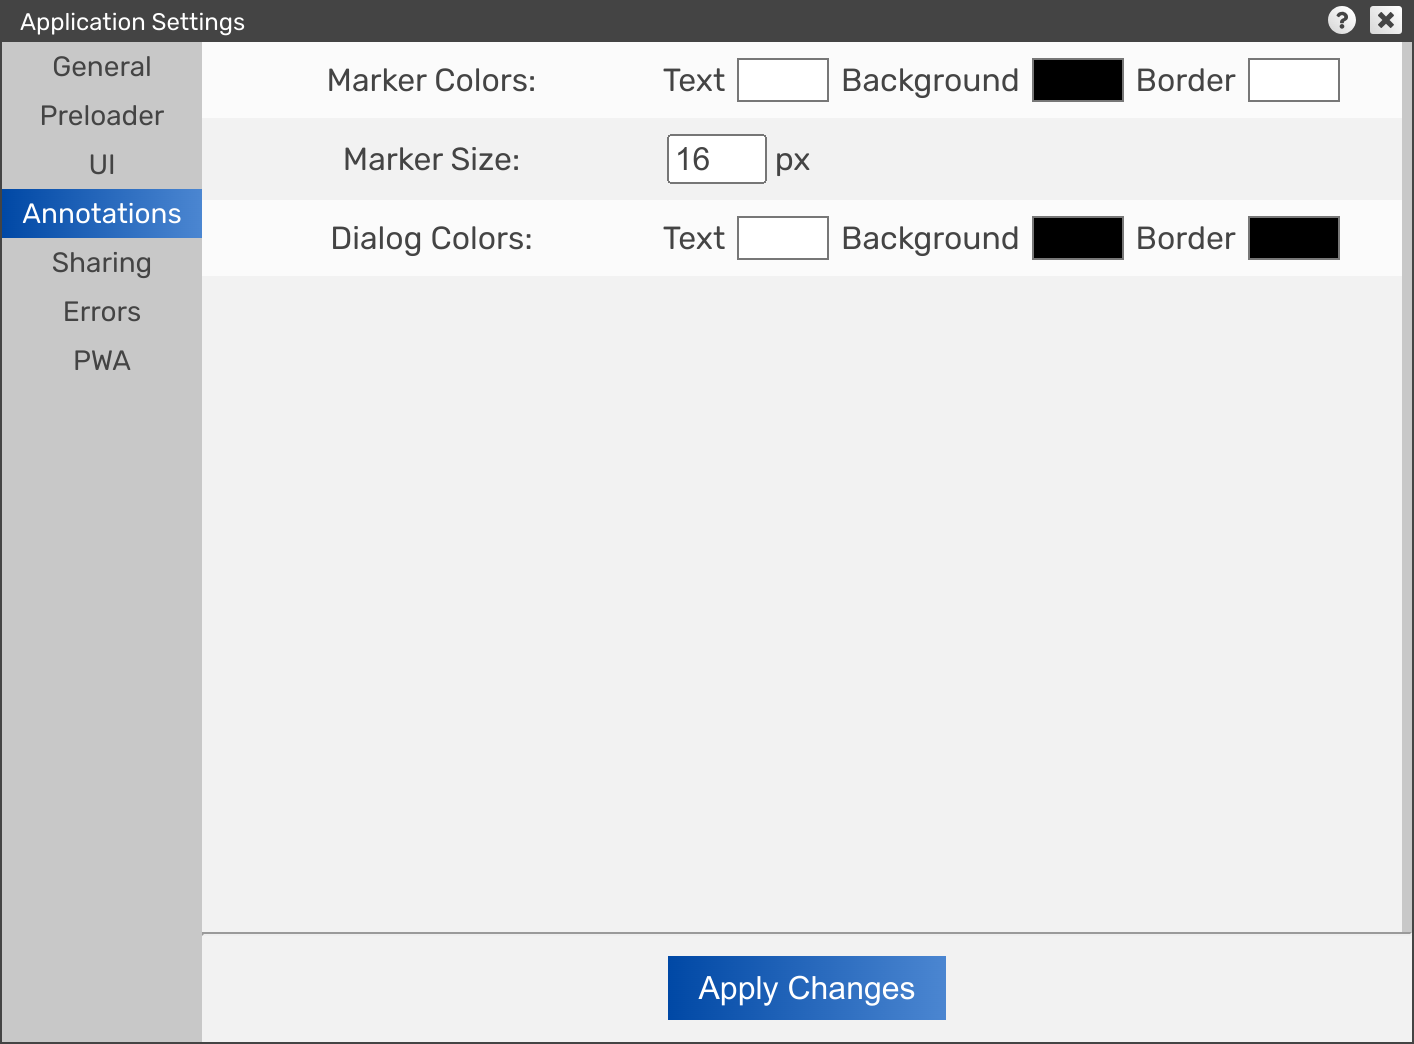 Application Settings
General
Preloader
UI
Annotations
Sharing
Errors
PWA
Marker Colors: Text Background Border
Marker Size: 16 px
Dialog Colors: Text Background Border
Apply Changes